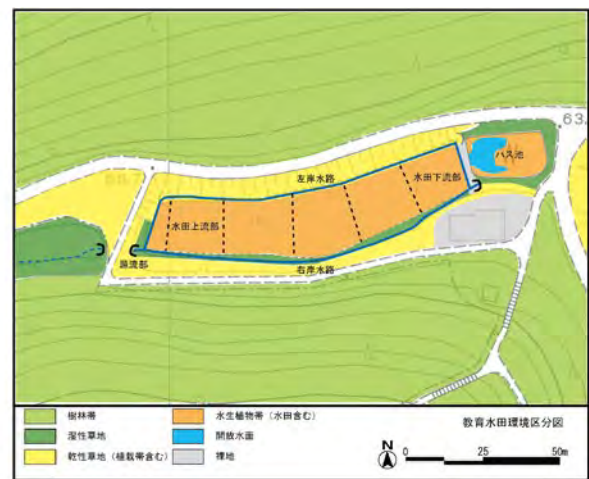 63.
ハス池
左岸水路
水田下流部
水田上流部
湯流部
右岸水路
樹林帯
水生植物帯（水田含む）
教育水田環境区分図
湿性草地
開放水面
乾性草地（植栽帯含む）
裸地
N
0 25 50m